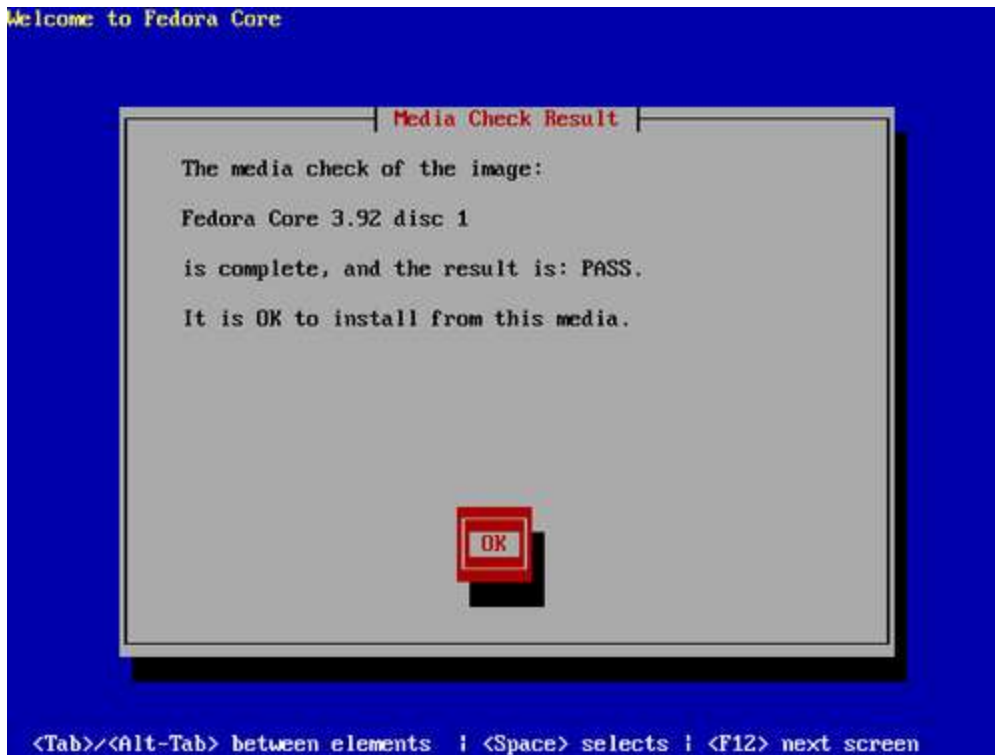 Welcome to Fedora Core
Media Check Result
The media check of the image:
Fedora Core 3.92 disc 1
is complete, and the result is: PASS.
It is OK to install from this media.
OK
<Tab>/<Alt-Tab> between elements | <Space> selects | <F12> next screen